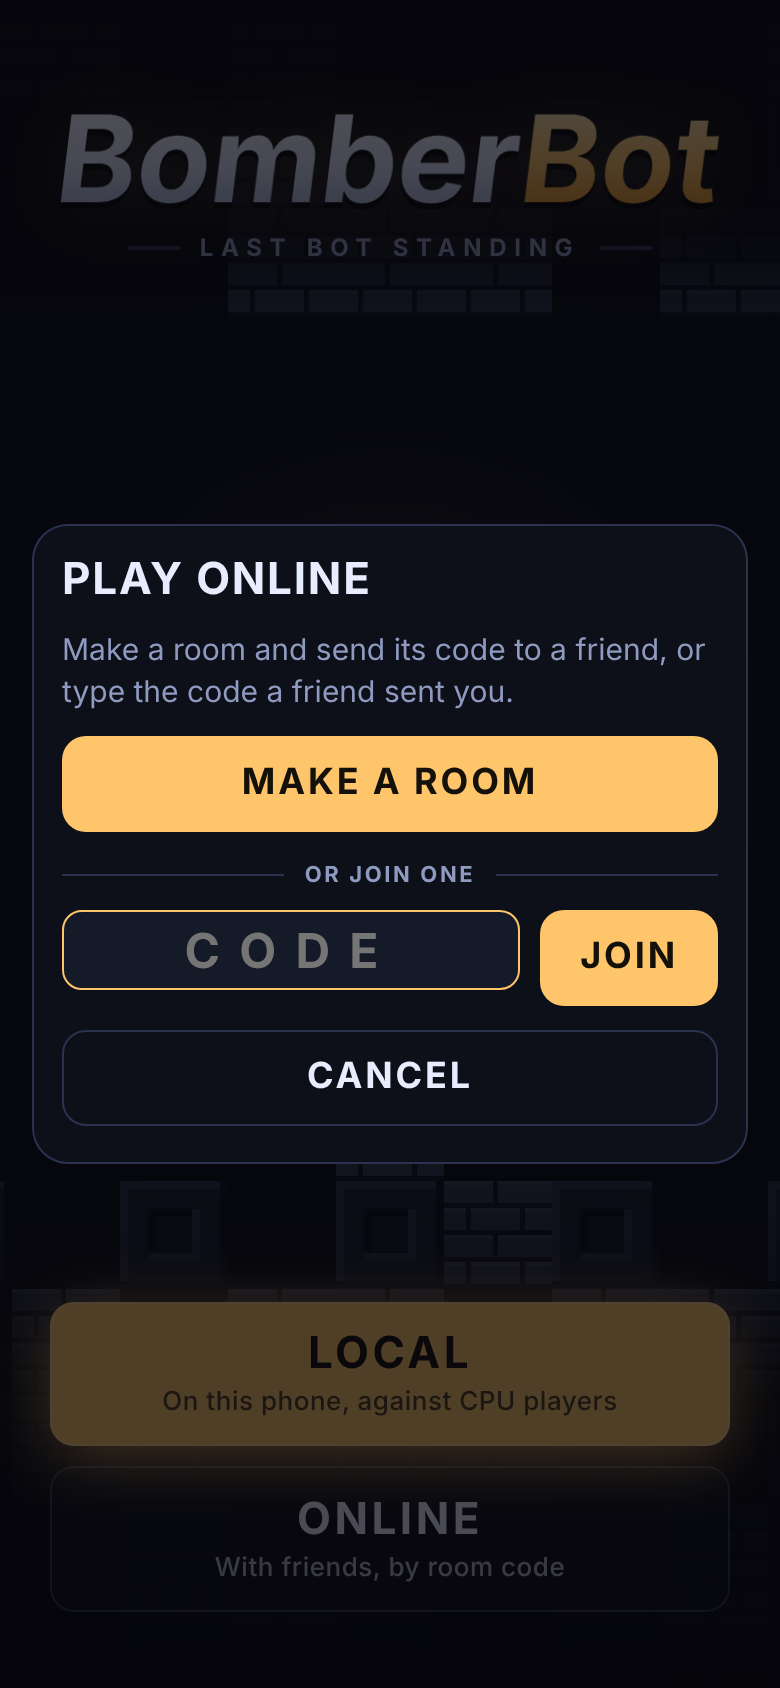 BomberBot
LAST BOT STANDING
PLAY ONLINE
Make a room and send its code to a friend, or
type the code a friend sent you.
MAKE A ROOM
OR JOIN ONE
CODE
JOIN
CANCEL
LOCAL
On this phone, against CPU players
ONLINE
With friends, by room code